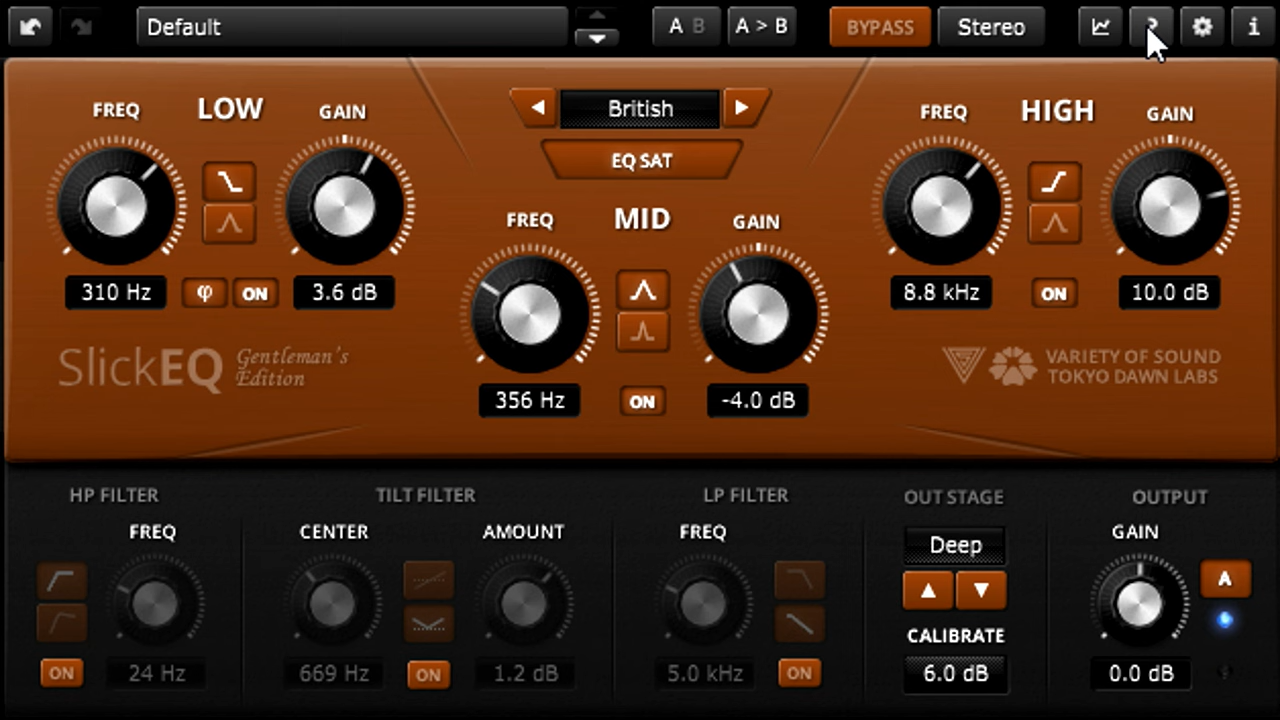 Default
A B
A > B
BYPASS
Stereo
?
i
FREQ
LOW
GAIN
310 Hz
φ
ON
3.6 dB
British
EQ SAT
FREQ
MID
GAIN
356 Hz
ON
-4.0 dB
FREQ
HIGH
GAIN
8.8 kHz
ON
10.0 dB
SlickEQ
Gentleman's
Edition
VARIETY OF SOUND
TOKYO DAWN LABS
HP FILTER
FREQ
ON
24 Hz
TILT FILTER
CENTER
AMOUNT
669 Hz
ON
1.2 dB
LP FILTER
FREQ
5.0 kHz
ON
OUT STAGE
Deep
CALIBRATE
6.0 dB
OUTPUT
GAIN
A
0.0 dB